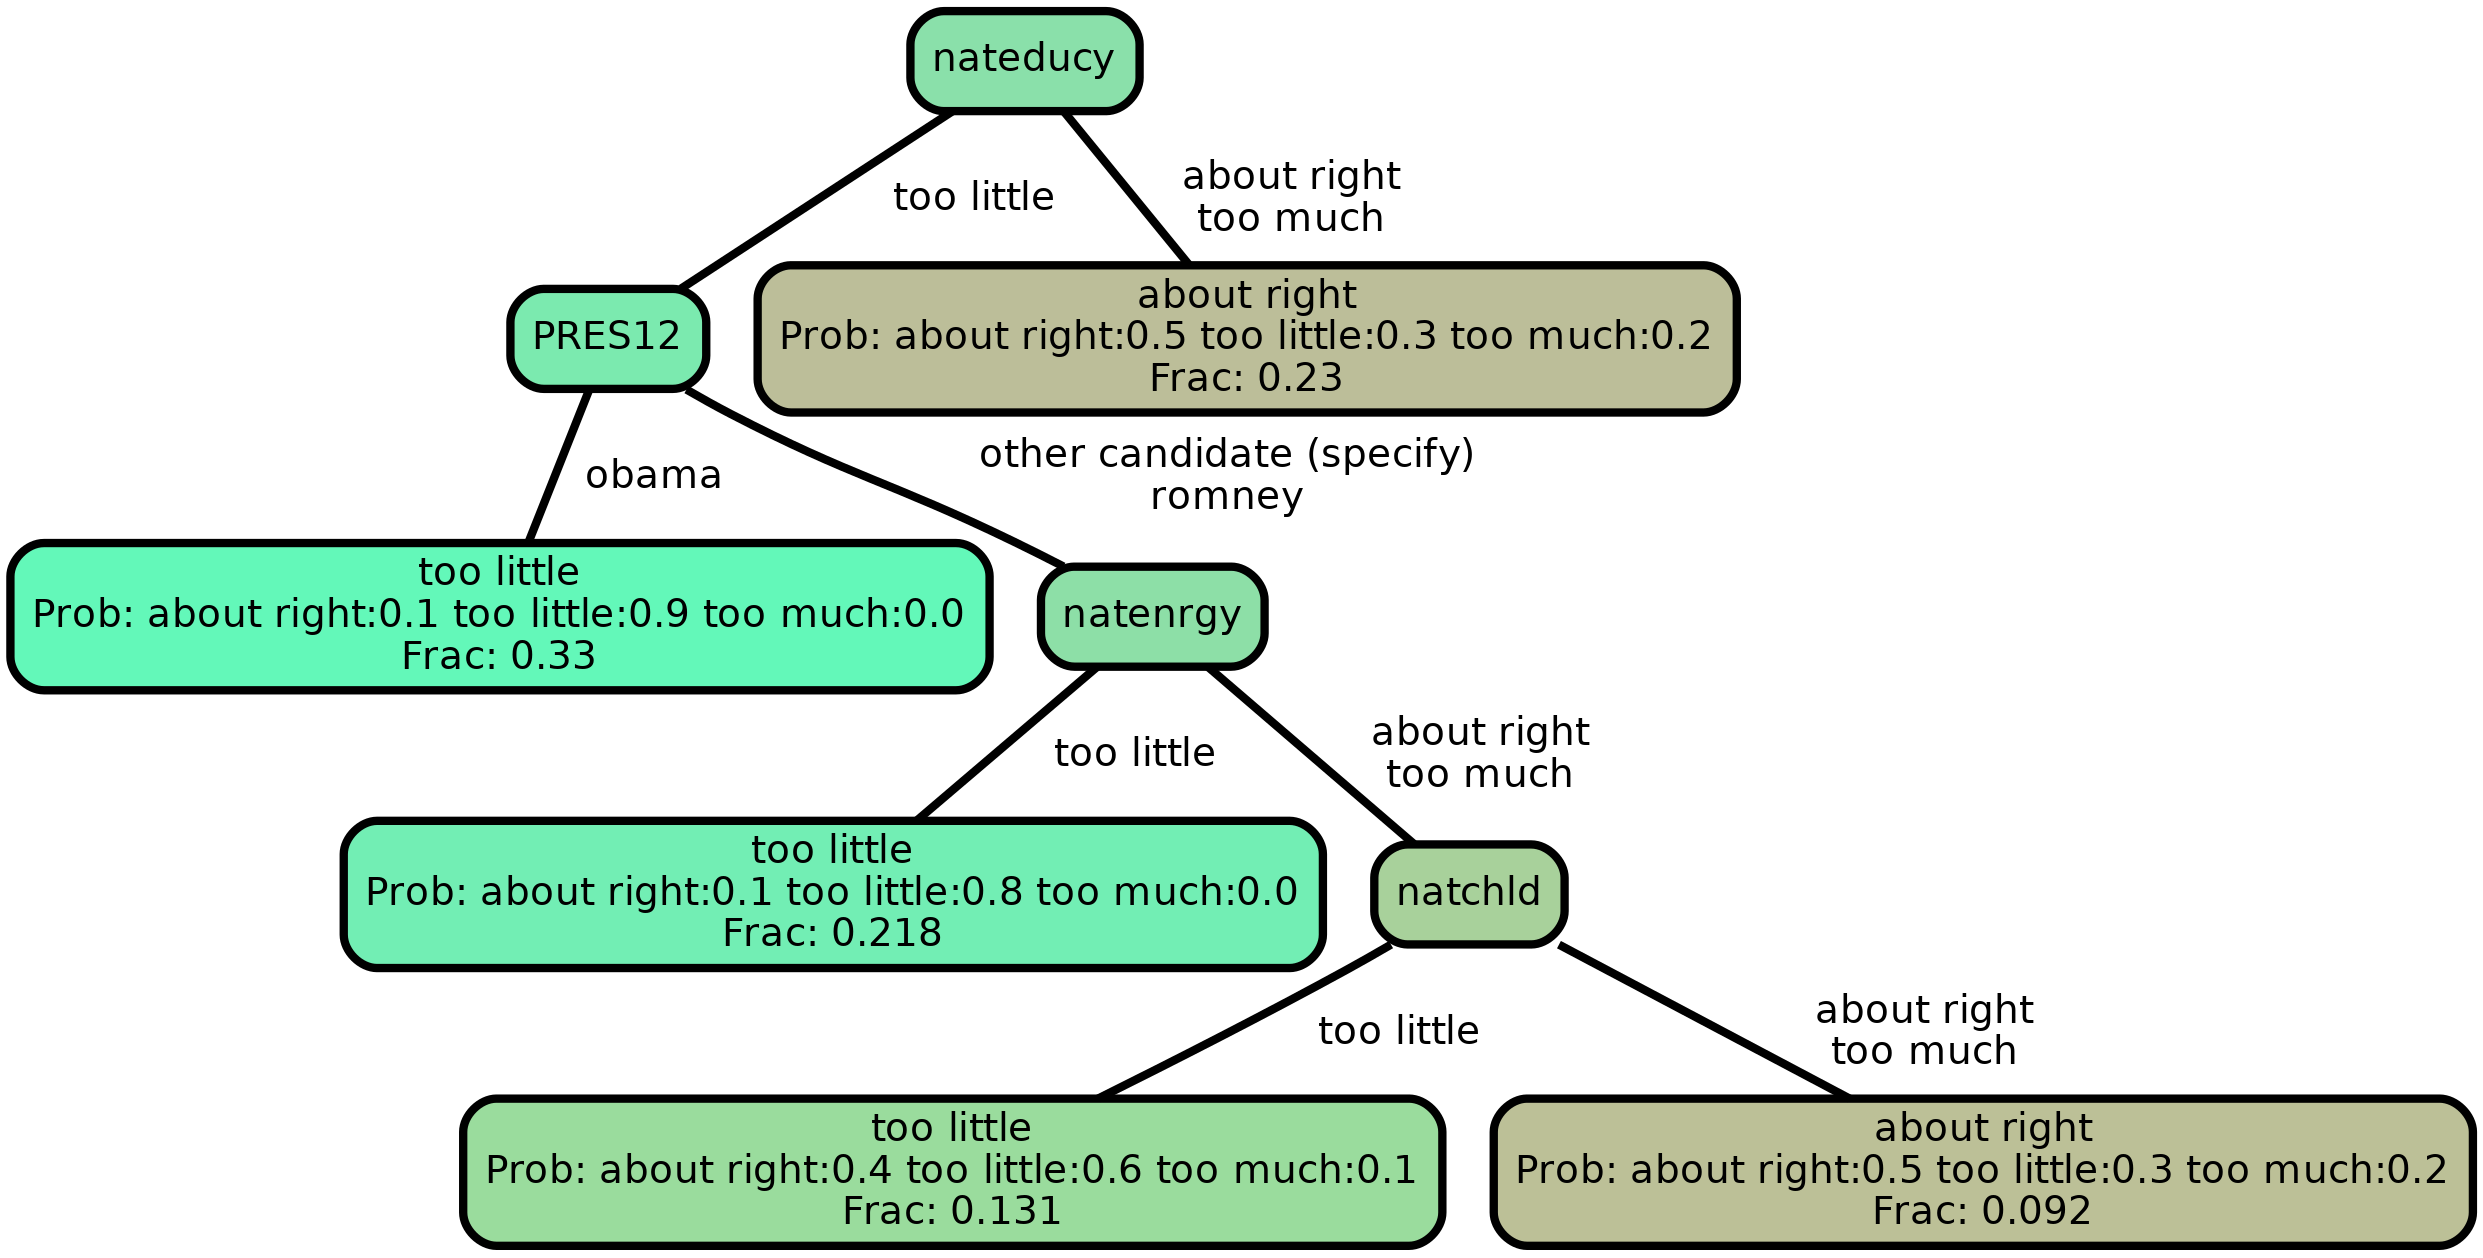 nateducy
too little
about right
too much
PRES12
about right
Prob: about right:0.5 too little:0.3 too much:0.2
Frac: 0.23
obama
other candidate (specify)
romney
too little
Prob: about right:0.1 too little:0.9 too much:0.0
Frac: 0.33
natenrgy
too little
about right
too much
too little
Prob: about right:0.1 too little:0.8 too much:0.0
Frac: 0.218
natchld
too little
about right
too much
too little
Prob: about right:0.4 too little:0.6 too much:0.1
Frac: 0.131
about right
Prob: about right:0.5 too little:0.3 too much:0.2
Frac: 0.092